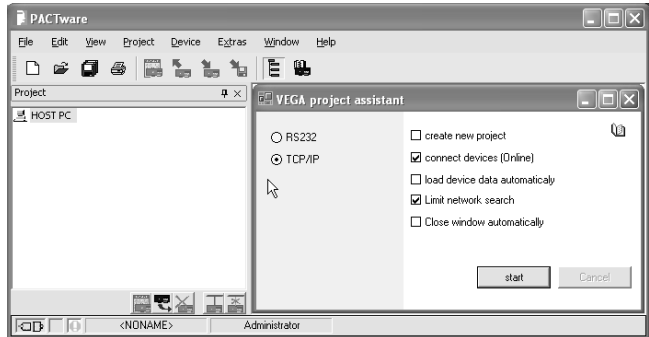 PACTware
File Edit View Project Device Extras Window Help
Project
HOST PC
VEGA project assistant
RS232
TCP/IP
create new project
connect devices (Online)
load device data automaticaly
Limit network search
Close window automatically
start Cancel
<NONAME> Administrator